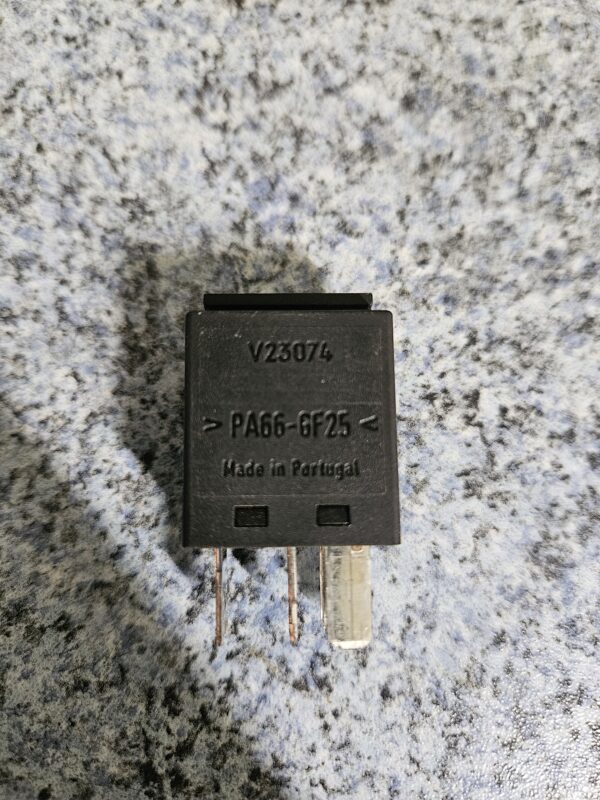 V23074
> PA66-GF25 <
Made in Portugal